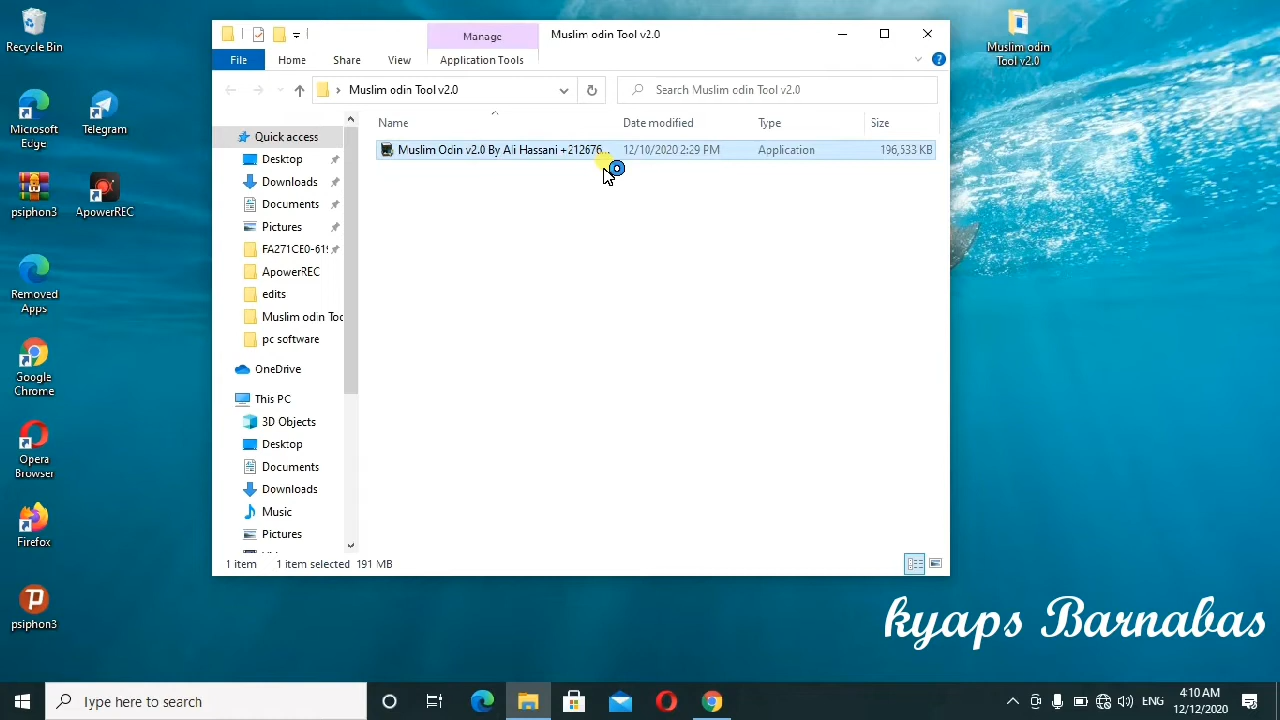 Recycle Bin
Microsoft
Edge
Telegram
psiphon3
ApowerREC
Removed
Apps
Google
Chrome
Opera
Browser
Firefox
psiphon3
Manage
Muslim odin Tool v2.0
File
Home
Share
View
Application Tools
Muslim odin Tool v2.0
Search Muslim odin Tool v2.0
Name
Date modified
Type
Size
Muslim Odin v2.0 By Ali Hassani +212676...
12/10/2020 2:29 PM
Application
196,533 KB
Quick access
Desktop
Downloads
Documents
Pictures
FA271CE0-619
ApowerREC
edits
Muslim odin Too
pc software
OneDrive
This PC
3D Objects
Desktop
Documents
Downloads
Music
Pictures
1 item
1 item selected 191 MB
Muslim odin
Tool v2.0
kyaps Barnabas
Type here to search
ENG
4:10 AM
12/12/2020